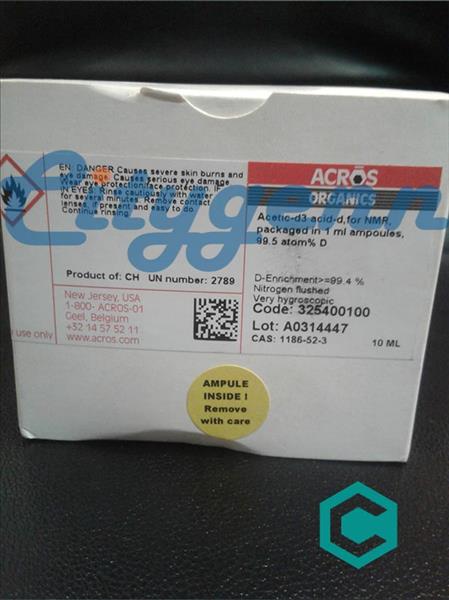 EN: DANGER Causes severe skin burns and
eye damage. Causes serious eye damage
Wear eye protection/face protection. IF
IN EYES: Rinse cautiously with water
for several minutes. Remove contact
lenses, if present and easy to do.
Continue rinsing.
Product of: CH UN number: 2789
New Jersey, USA
1-800- ACROS-01
Geel, Belgium
+32 14 57 52 11
www.acros.com
use only
ACROS
ORGANICS
Acetic-d3 acid-d, for NMR,
packaged in 1 ml ampoules,
99.5 atom% D
D-Enrichment>=99.4 %
Nitrogen flushed
Very hygroscopic
Code: 325400100
Lot: A0314447
CAS: 1186-52-3 10 ML
AMPULE
INSIDE !
Remove
with care